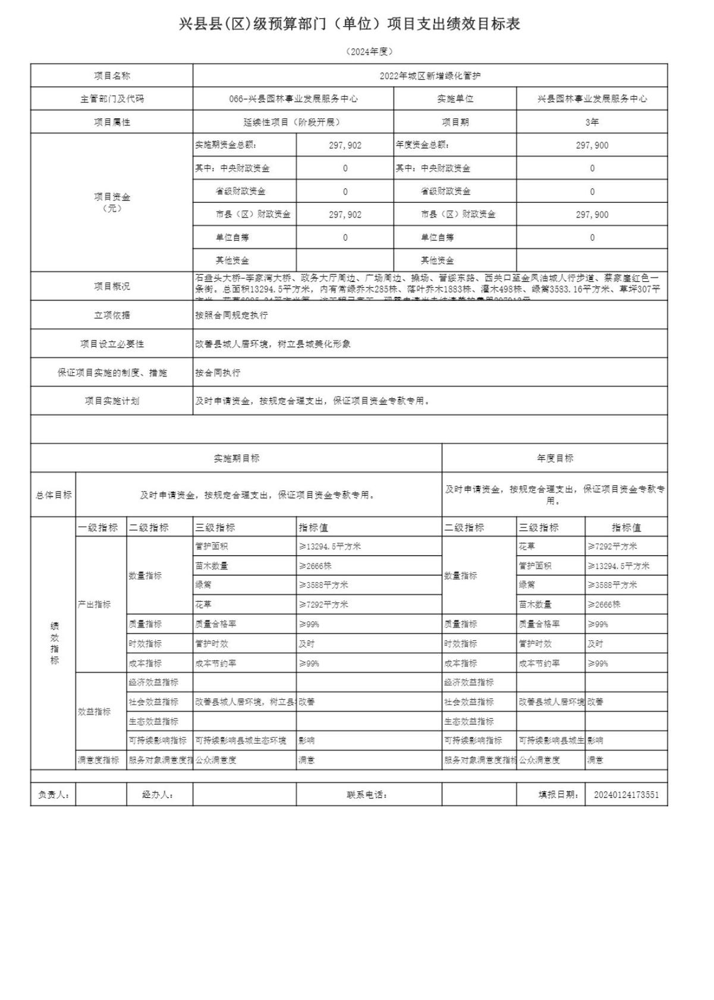 兴县县(区)级预算部门（单位）项目支出绩效目标表
（2024年度）
项目名称 2022年城区新增绿化管护
主管部门及代码 066-兴县园林事业发展服务中心 实施单位 兴县园林事业发展服务中心
项目属性 延续性项目（阶段开展） 项目期 3年
项目资金
（元）
实施期资金总额： 297,902 年度资金总额： 297,900
其中：中央财政资金 0 其中：中央财政资金 0
省级财政资金 0 省级财政资金 0
市县（区）财政资金 297,902 市县（区）财政资金 297,900
单位自筹 0 单位自筹 0
其他资金 其他资金
项目概况
石盘头大桥-李家湾大桥、政务大厅周边、广场周边、操场、晋绥东路、西关口至金凤油城人行步道、蔡家崖红色一
条街。总面积13294.5平方米，内有常绿乔木285株、落叶乔木1883株、灌木498株、绿篱3583.16平方米、草坪307平
立项依据 按照合同规定执行
项目设立必要性 改善县城人居环境，树立县城美化形象
保证项目实施的制度、措施 按合同执行
项目实施计划 及时申请资金，按规定合理支出，保证项目资金专款专用。
实施期目标 年度目标
总体目标 及时申请资金，按规定合理支出，保证项目资金专款专用。 及时申请资金，按规定合理支出，保证项目资金专款专
用。
绩效指标
一级指标 二级指标 三级指标 指标值 二级指标 三级指标 指标值
产出指标 数量指标 管护面积 ≥13294.5平方米 数量指标 花草 ≥7292平方米
苗木数量 ≥2666株 管护面积 ≥13294.5平方米
绿篱 ≥3588平方米 绿篱 ≥3588平方米
花草 ≥7292平方米 苗木数量 ≥2666株
质量指标 质量合格率 ≥99% 质量指标 质量合格率 ≥99%
时效指标 管护时效 及时 时效指标 管护时效 及时
成本指标 成本节约率 ≥99% 成本指标 成本节约率 ≥99%
效益指标 经济效益指标 经济效益指标
社会效益指标 改善县城人居环境，树立县 改善 社会效益指标 改善县城人居环境 改善
生态效益指标 生态效益指标
可持续影响指标 可持续影响县城生态环境 影响 可持续影响指标 可持续影响县城生 影响
满意度指标 服务对象满意度指 公众满意度 满意 服务对象满意度指标 公众满意度 满意
负责人： 经办人： 联系电话： 填报日期： 20240124173551